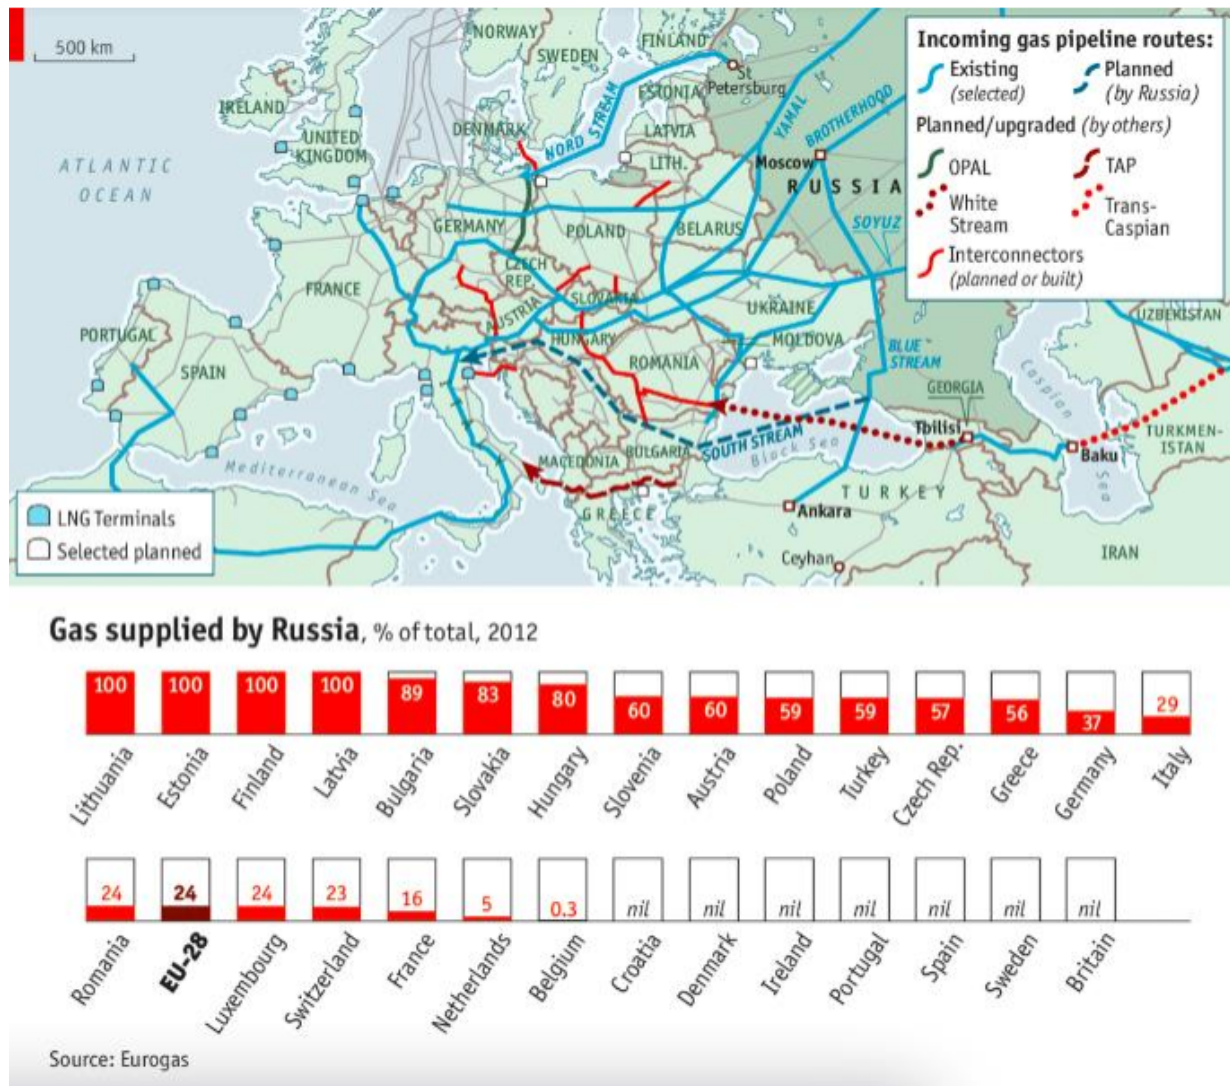 500 km
NORWAY
SWEDEN
FINLAND
St
Petersburg
ESTONIA
IRELAND
UNITED
KINGDOM
DENMARK
NORD STREAM
LATVIA
LITH.
YAMAL
BROTHERHOOD
Moscow
RUSSIA
ATLANTIC
OCEAN
GERMANY
POLAND
BELARUS
SOYUZ
CZECH
REP.
FRANCE
SLOVAKIA
AUSTRIA
UKRAINE
HUNGARY
MOLDOVA
PORTUGAL
SPAIN
ROMANIA
BLUE
STREAM
GEORGIA
Caspian
Sea
UZBEKISTAN
Tbilisi
TURKMEN-
ISTAN
Baku
SOUTH STREAM
Black Sea
BULGARIA
MACEDONIA
Mediterranean Sea
GREECE
TURKEY
Ankara
Ceyhan
IRAN
Incoming gas pipeline routes:
Existing
(selected)
Planned
(by Russia)
Planned/upgraded (by others)
OPAL
TAP
White
Stream
Trans-
Caspian
Interconnectors
(planned or built)
LNG Terminals
Selected planned
Gas supplied by Russia, % of total, 2012
100 100 100 100 89 83 80 60 60 59 59 57 56 37 29
Lithuania Estonia Finland Latvia Bulgaria Slovakia Hungary Slovenia Austria Poland Turkey Czech Rep. Greece Germany Italy
24 24 24 23 16 5 0.3 nil nil nil nil nil nil nil
Romania EU-28 Luxembourg Switzerland France Netherlands Belgium Croatia Denmark Ireland Portugal Spain Sweden Britain
Source: Eurogas